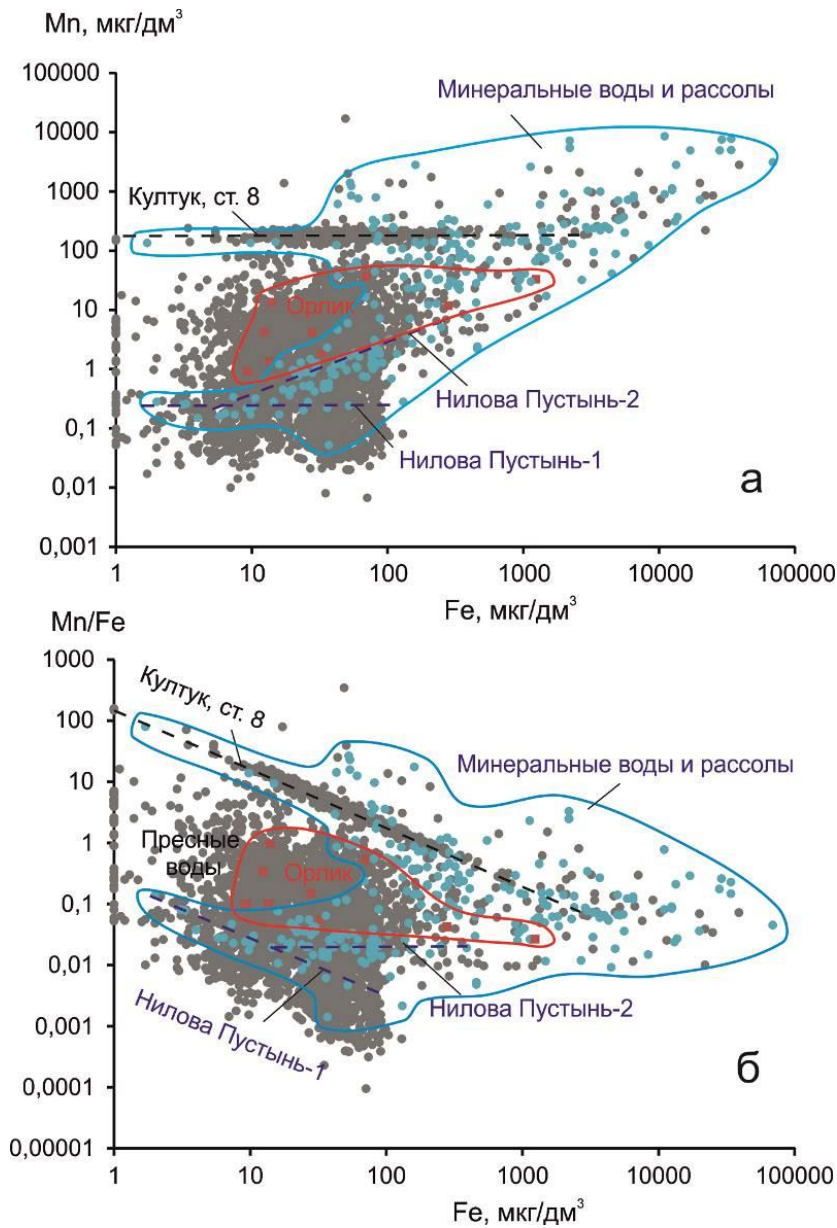 Mn, мкг/дм³
100000
10000
1000
100
10
1
0,1
0,01
0,001
Минеральные воды и рассолы
Култук, ст. 8
Орлик
Нилова Пустынь-2
Нилова Пустынь-1
а
1
10
100
1000
10000
100000
Fe, мкг/дм³
Mn/Fe
1000
100
10
1
0,1
0,01
0,001
0,0001
0,00001
Култук, ст. 8
Минеральные воды и рассолы
Пресные
воды
Орлик
Нилова Пустынь-2
Нилова Пустынь-1
б
1
10
100
1000
10000
100000
Fe, мкг/дм³